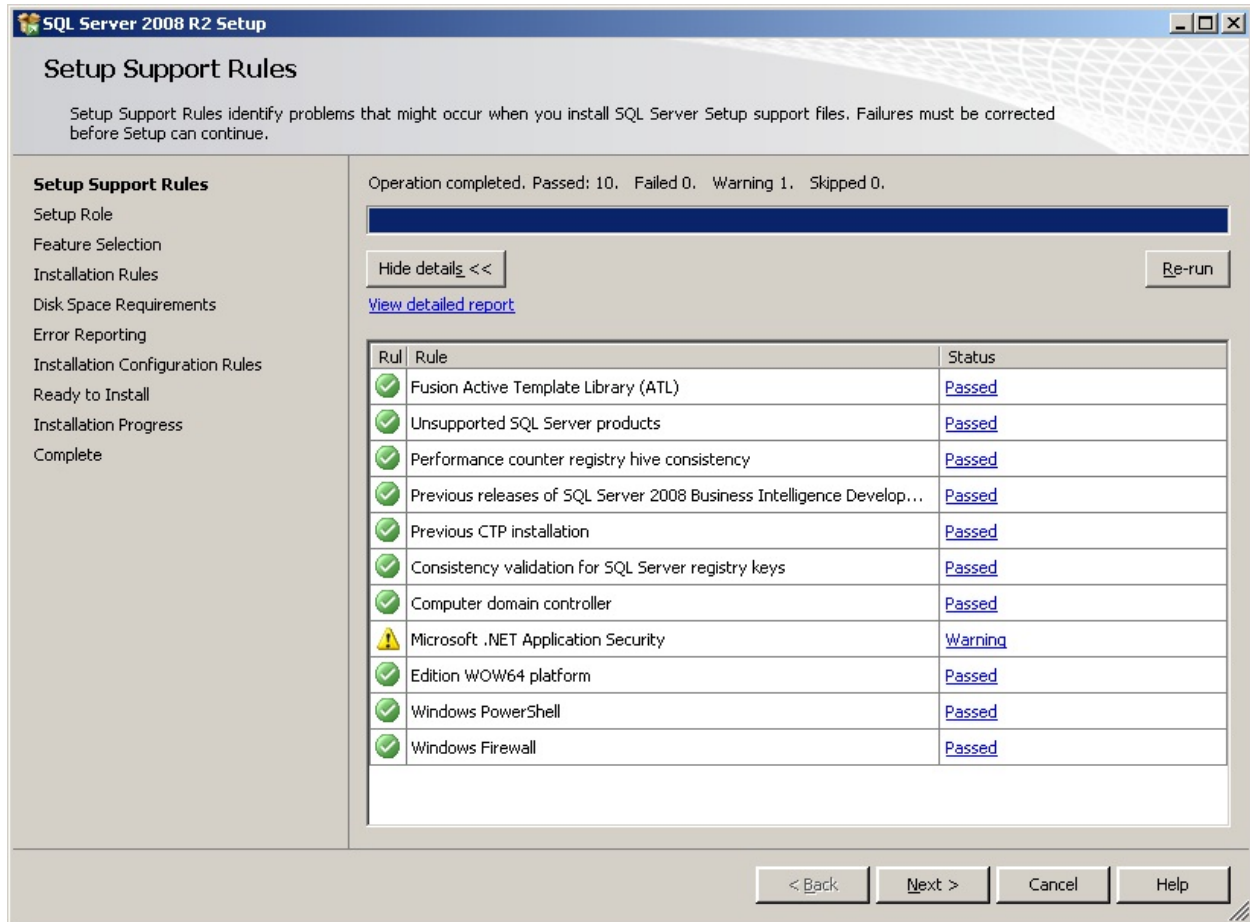 SQL Server 2008 R2 Setup
Setup Support Rules
Setup Support Rules identify problems that might occur when you install SQL Server Setup support files. Failures must be corrected
before Setup can continue.
Setup Support Rules
Setup Role
Feature Selection
Installation Rules
Disk Space Requirements
Error Reporting
Installation Configuration Rules
Ready to Install
Installation Progress
Complete
Operation completed. Passed: 10. Failed 0. Warning 1. Skipped 0.
Hide details <<
Re-run
View detailed report
Rul Rule Status
Fusion Active Template Library (ATL) Passed
Unsupported SQL Server products Passed
Performance counter registry hive consistency Passed
Previous releases of SQL Server 2008 Business Intelligence Develop... Passed
Previous CTP installation Passed
Consistency validation for SQL Server registry keys Passed
Computer domain controller Passed
Microsoft .NET Application Security Warning
Edition WOW64 platform Passed
Windows PowerShell Passed
Windows Firewall Passed
< Back Next > Cancel Help